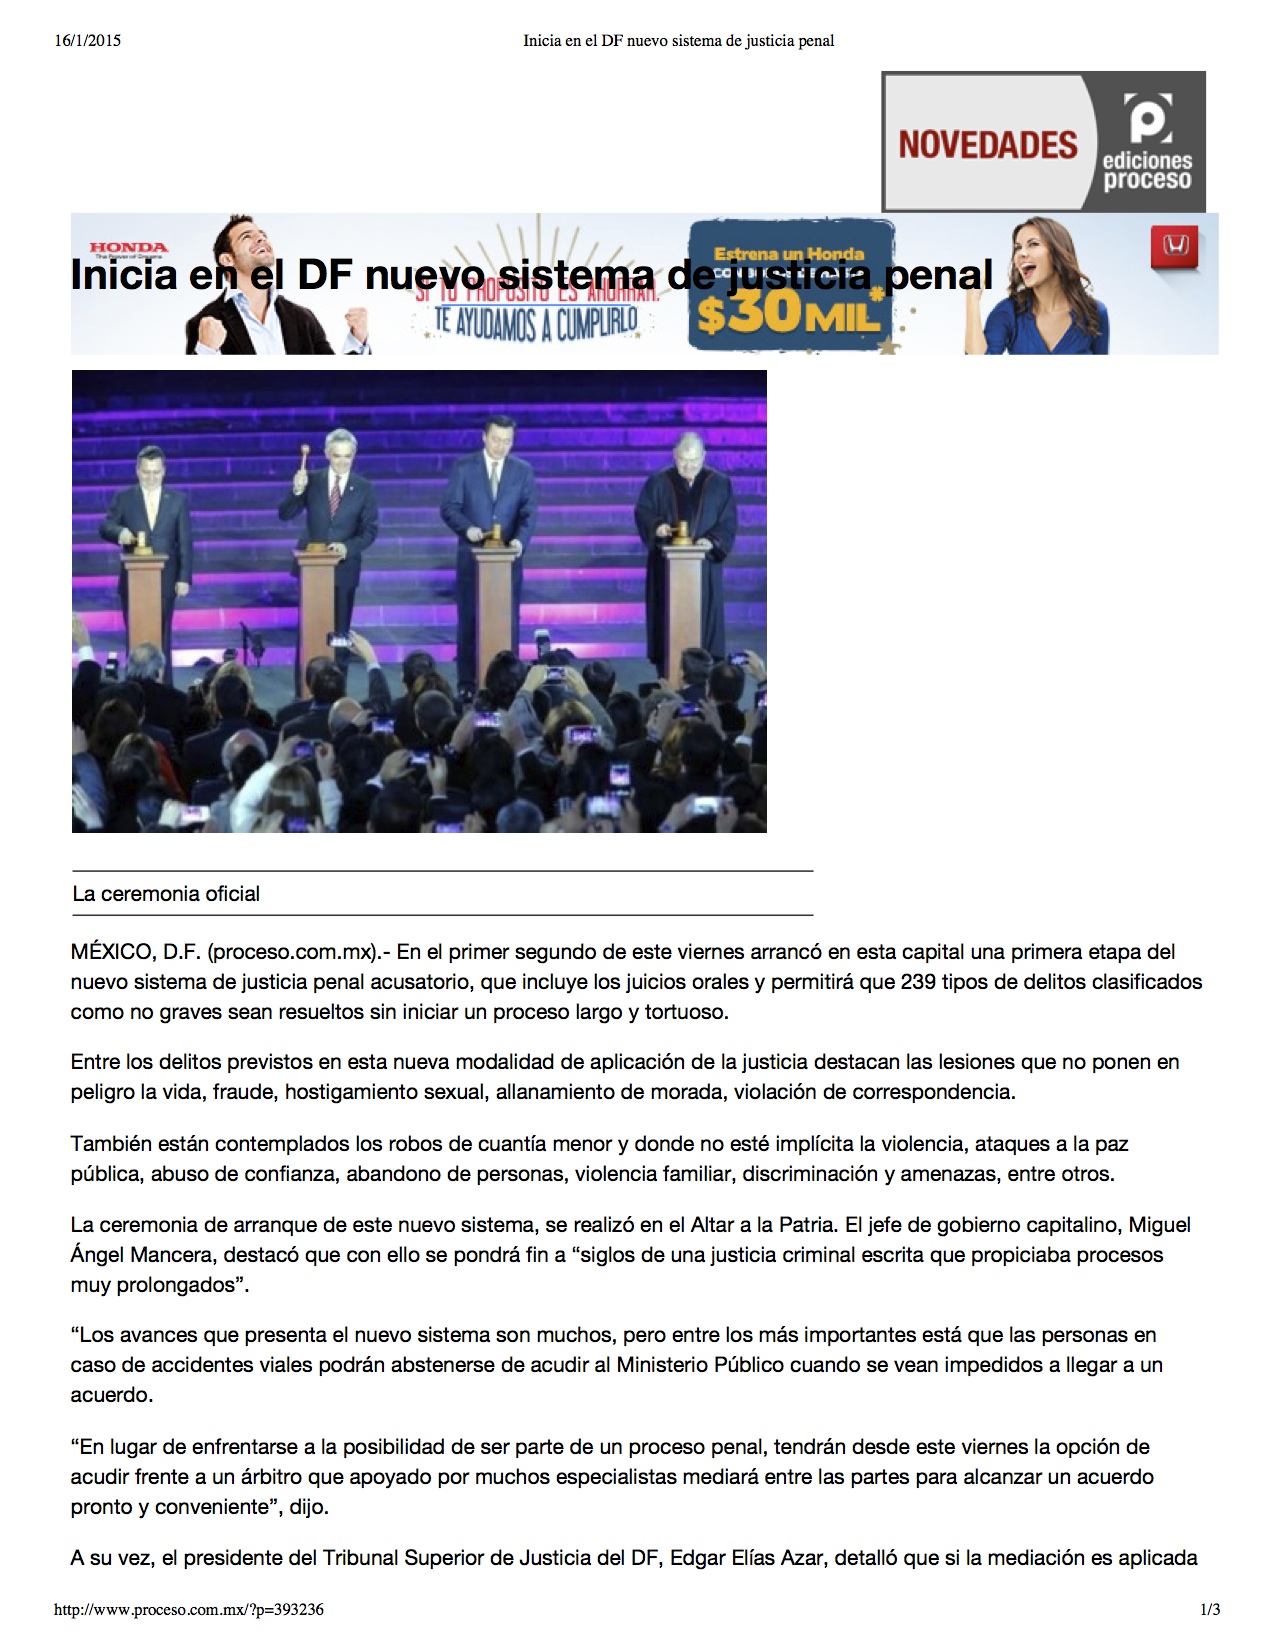 16/1/2015
Inicia en el DF nuevo sistema de justicia penal
NOVEDADES
ediciones
proceso
HONDA
The Power of Dreams
Inicia en el DF nuevo sistema de justicia penal
SI TU PROPÓSITO ES AHORRAR,
TE AYUDAMOS A CUMPLIRLO
Estrena un Honda
CON BONOS DE HASTA
$30 MIL*
La ceremonia oficial
MÉXICO, D.F. (proceso.com.mx).- En el primer segundo de este viernes arrancó en esta capital una primera etapa del
nuevo sistema de justicia penal acusatorio, que incluye los juicios orales y permitirá que 239 tipos de delitos clasificados
como no graves sean resueltos sin iniciar un proceso largo y tortuoso.
Entre los delitos previstos en esta nueva modalidad de aplicación de la justicia destacan las lesiones que no ponen en
peligro la vida, fraude, hostigamiento sexual, allanamiento de morada, violación de correspondencia.
También están contemplados los robos de cuantía menor y donde no esté implícita la violencia, ataques a la paz
pública, abuso de confianza, abandono de personas, violencia familiar, discriminación y amenazas, entre otros.
La ceremonia de arranque de este nuevo sistema, se realizó en el Altar a la Patria. El jefe de gobierno capitalino, Miguel
Ángel Mancera, destacó que con ello se pondrá fin a “siglos de una justicia criminal escrita que propiciaba procesos
muy prolongados”.
“Los avances que presenta el nuevo sistema son muchos, pero entre los más importantes está que las personas en
caso de accidentes viales podrán abstenerse de acudir al Ministerio Público cuando se vean impedidos a llegar a un
acuerdo.
“En lugar de enfrentarse a la posibilidad de ser parte de un proceso penal, tendrán desde este viernes la opción de
acudir frente a un árbitro que apoyado por muchos especialistas mediará entre las partes para alcanzar un acuerdo
pronto y conveniente”, dijo.
A su vez, el presidente del Tribunal Superior de Justicia del DF, Edgar Elías Azar, detalló que si la mediación es aplicada
http://www.proceso.com.mx/?p=393236
1/3